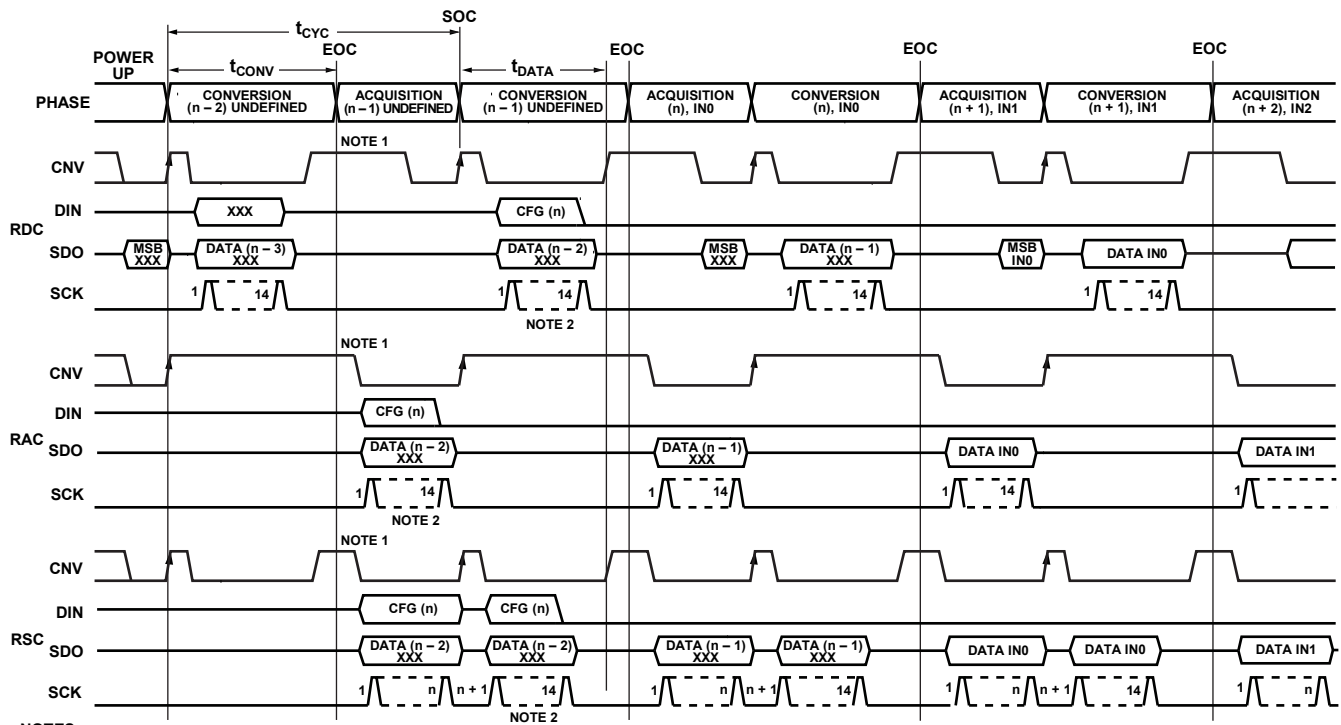 SOC
tCYC
EOC EOC EOC EOC
POWER
UP
tCONV tDATA
PHASE
CONVERSION
(n – 2) UNDEFINED
ACQUISITION
(n – 1) UNDEFINED
CONVERSION
(n – 1) UNDEFINED
ACQUISITION
(n), IN0
CONVERSION
(n), IN0
ACQUISITION
(n + 1), IN1
CONVERSION
(n + 1), IN1
ACQUISITION
(n + 2), IN2
NOTE 1
CNV
DIN XXX CFG (n)
RDC
SDO
MSB
XXX
DATA (n – 3)
XXX
DATA (n – 2)
XXX
MSB
XXX
DATA (n – 1)
XXX
MSB
IN0
DATA IN0
SCK 1 14 1 14 1 14 1 14
NOTE 2
NOTE 1
CNV
DIN CFG (n)
RAC
SDO
DATA (n – 2)
XXX
DATA (n – 1)
XXX
DATA IN0
DATA IN1
SCK 1 14 1 14 1 14 1
NOTE 2
NOTE 1
CNV
DIN CFG (n) CFG (n)
RSC
SDO
DATA (n – 2)
XXX
DATA (n – 2)
XXX
DATA (n – 1)
XXX
DATA (n – 1)
XXX
DATA IN0
DATA IN0
DATA IN1
SCK 1 n n + 1 14 1 n n + 1 14 1 n n + 1 14 1 n
NOTE 2